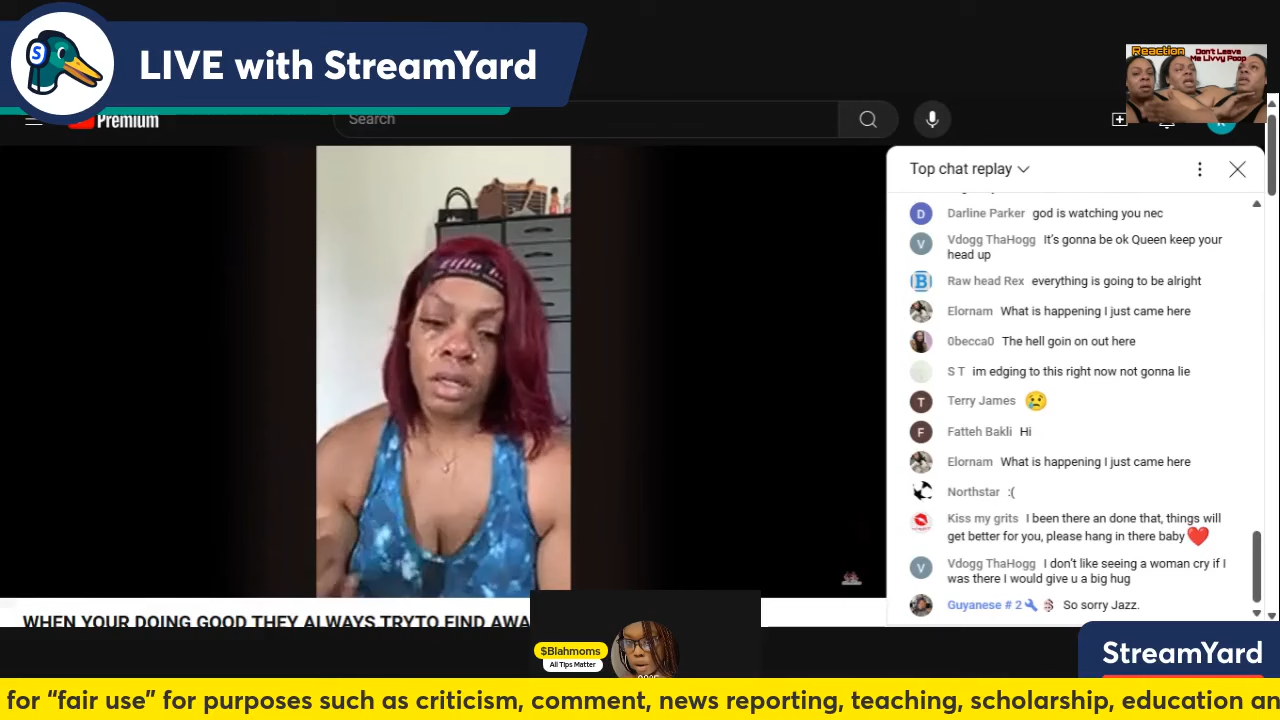 LIVE with StreamYard
S
Reaction
Don't Leave
Me Livvy Poop
Premium
Search
Top chat replay
D Darline Parker god is watching you nec
V Vdogg ThaHogg It's gonna be ok Queen keep your
head up
B Raw head Rex everything is going to be alright
Elornam What is happening I just came here
0becca0 The hell goin on out here
S T im edging to this right now not gonna lie
T Terry James 😢
F Fatteh Bakli Hi
Elornam What is happening I just came here
Northstar :(
Kiss my grits I been there an done that, things will
get better for you, please hang in there baby❤️
V Vdogg ThaHogg I don't like seeing a woman cry if I
was there I would give u a big hug
Guyanese # 2 So sorry Jazz.
WHEN YOUR DOING GOOD THEY ALWAYS TRYTO FIND AWA
$Blahmoms
All Tips Matter
StreamYard
for “fair use” for purposes such as criticism, comment, news reporting, teaching, scholarship, education an